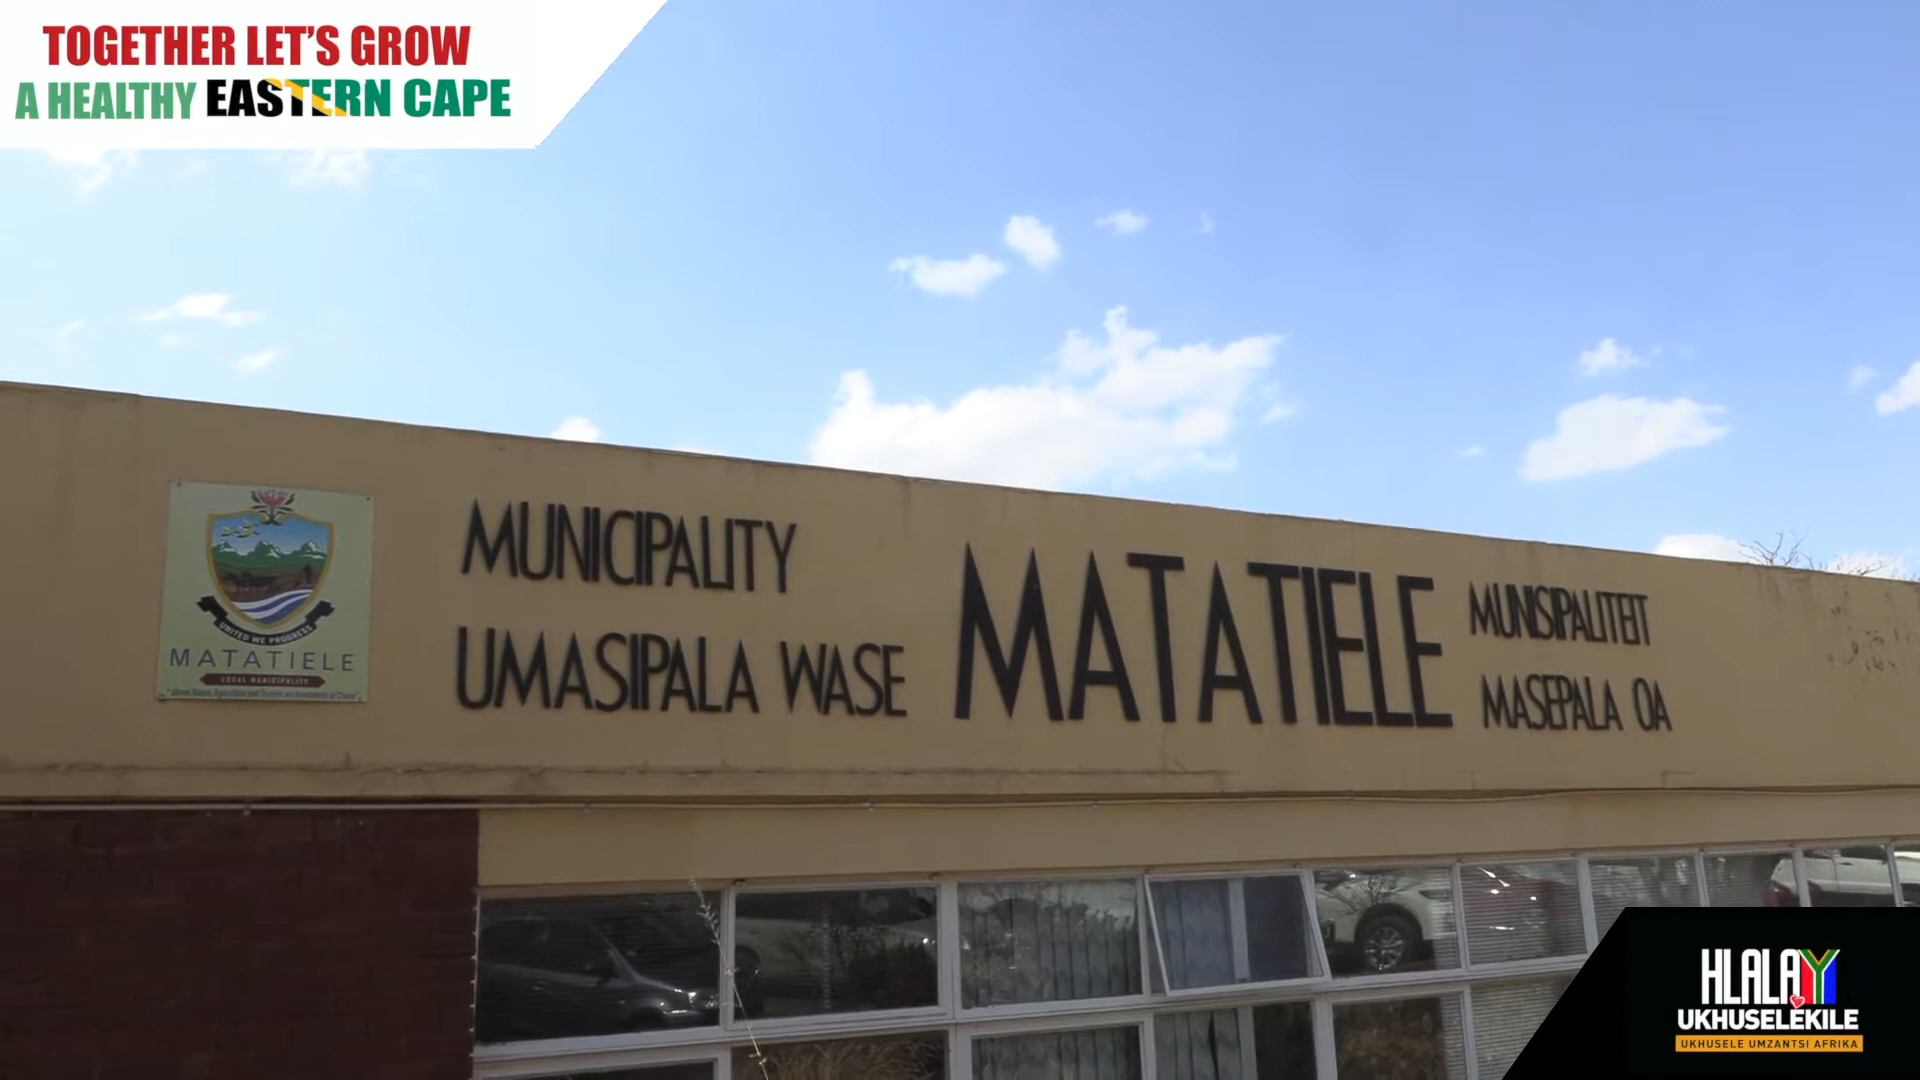 TOGETHER LET'S GROW
A HEALTHY EASTERN CAPE
MUNICIPALITY
UMASIPALA WASE
MATATIELE
MUNISIPALITEIT
MASEPALA OA
UNITED WE PROGRESS
MATATIELE
LOCAL MUNICIPALITY
HLALA
UKHUSELEKILE
UKHUSELE UMZANTSI AFRIKA